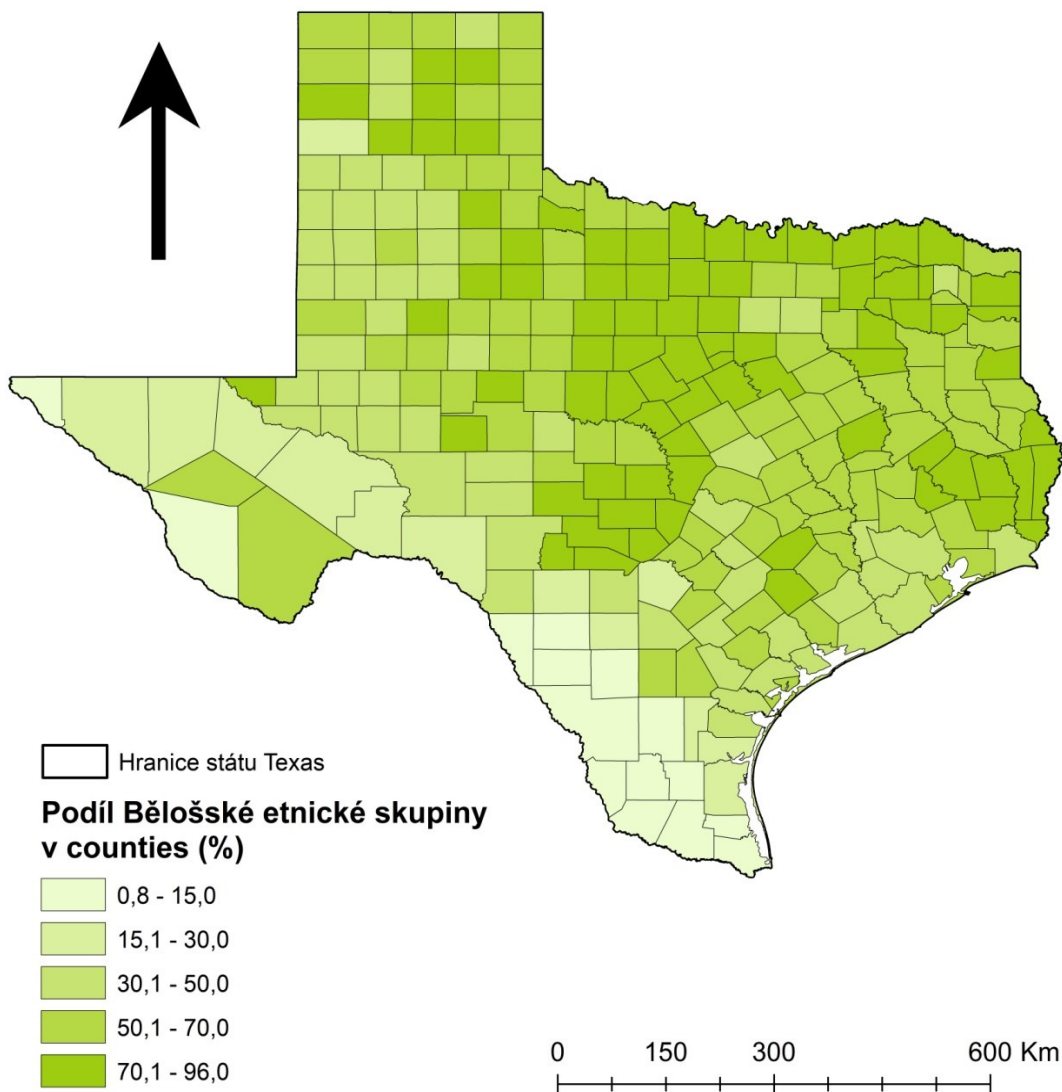 Hranice státu Texas
Podíl Bělošské etnické skupiny
v counties (%)
0,8 - 15,0
15,1 - 30,0
30,1 - 50,0
50,1 - 70,0
70,1 - 96,0
0 150 300 600 Km